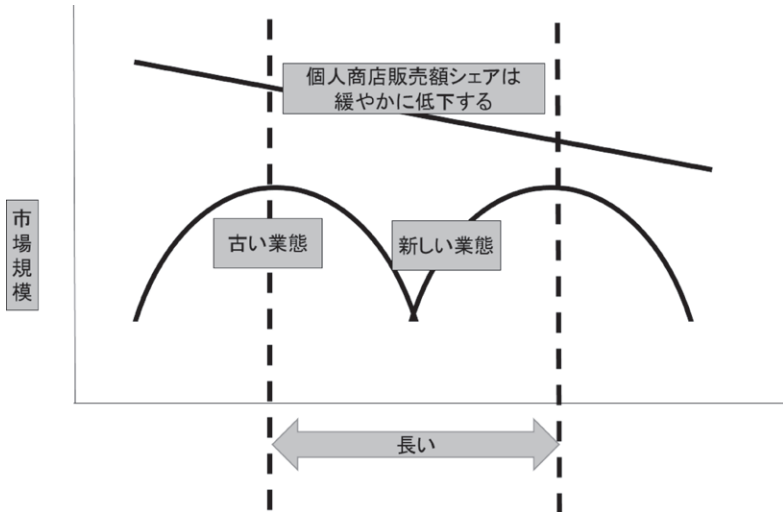 個人商店販売額シェアは
緩やかに低下する
市場規模
古い業態
新しい業態
長い